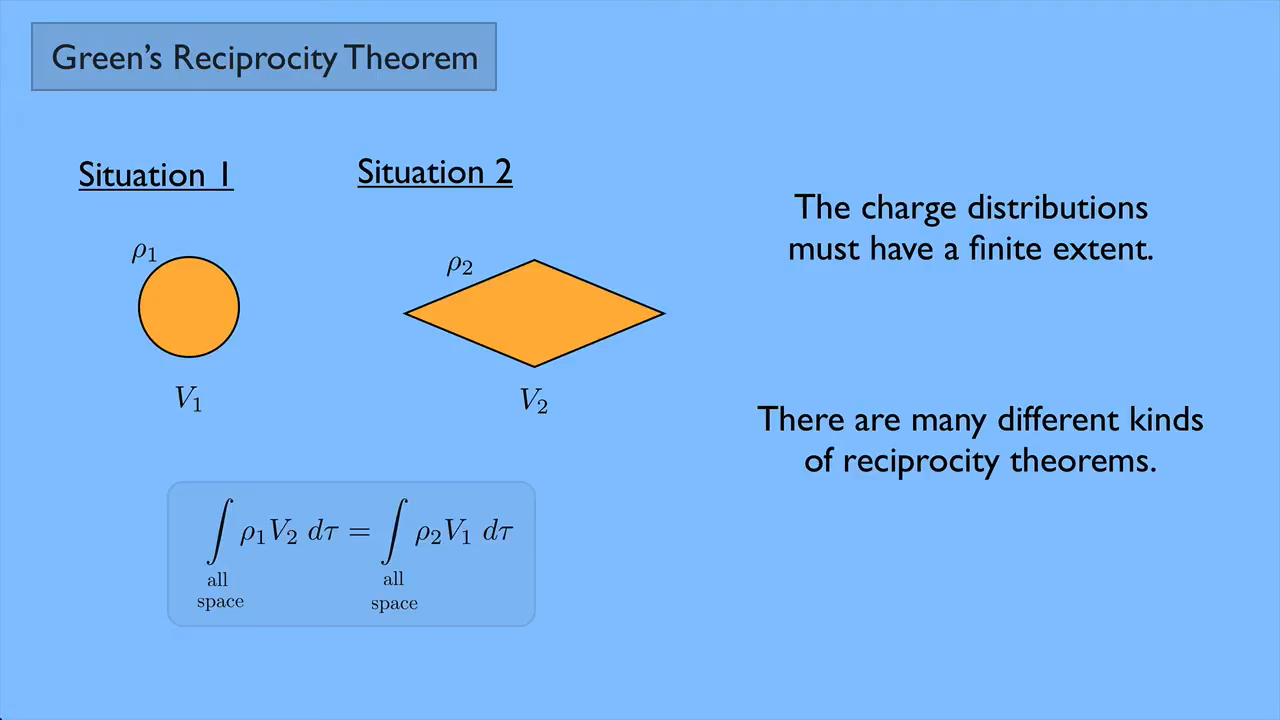 Green's Reciprocity Theorem
Situation 1
Situation 2
ρ₁
ρ₂
V₁
V₂
∫ ρ₁V₂ dτ = ∫ ρ₂V₁ dτ
all
space
all
space
The charge distributions
must have a finite extent.
There are many different kinds
of reciprocity theorems.